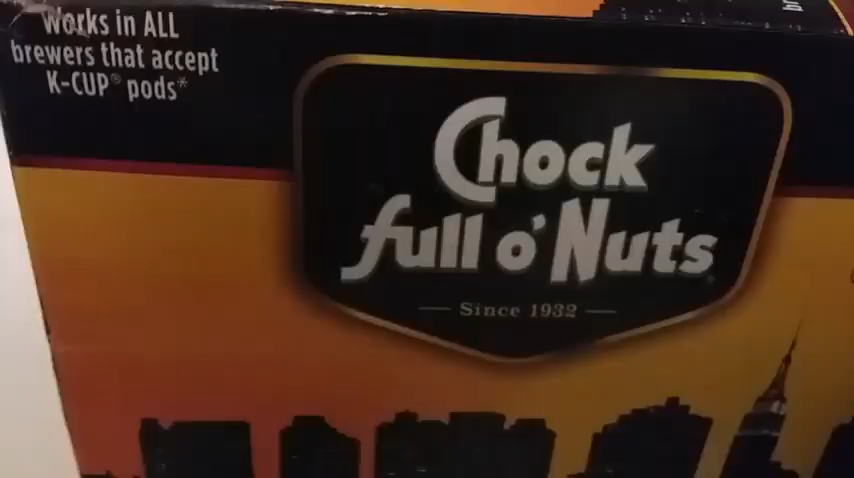 Works in ALL
brewers that accept
K-CUP® pods*
Chock
full o' Nuts
Since 1932